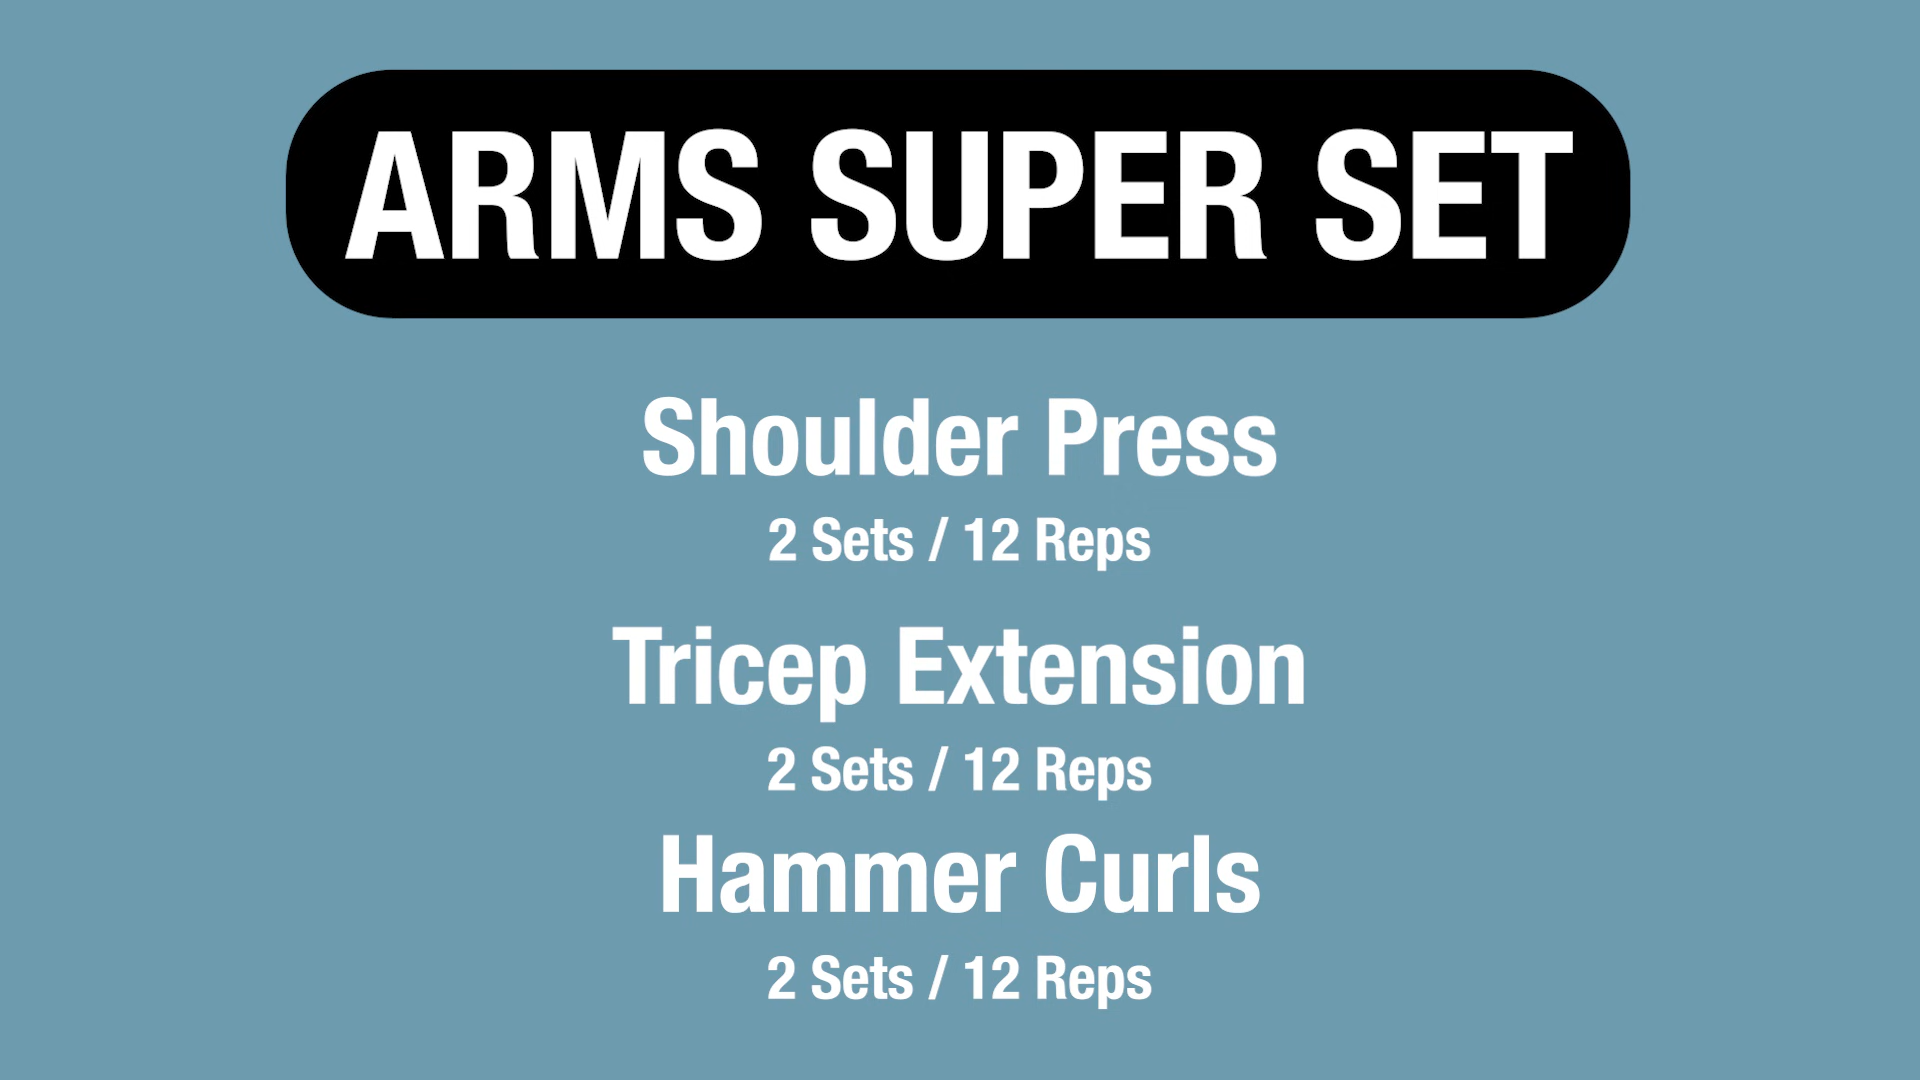 ARMS SUPER SET
Shoulder Press
2 Sets / 12 Reps
Tricep Extension
2 Sets / 12 Reps
Hammer Curls
2 Sets / 12 Reps